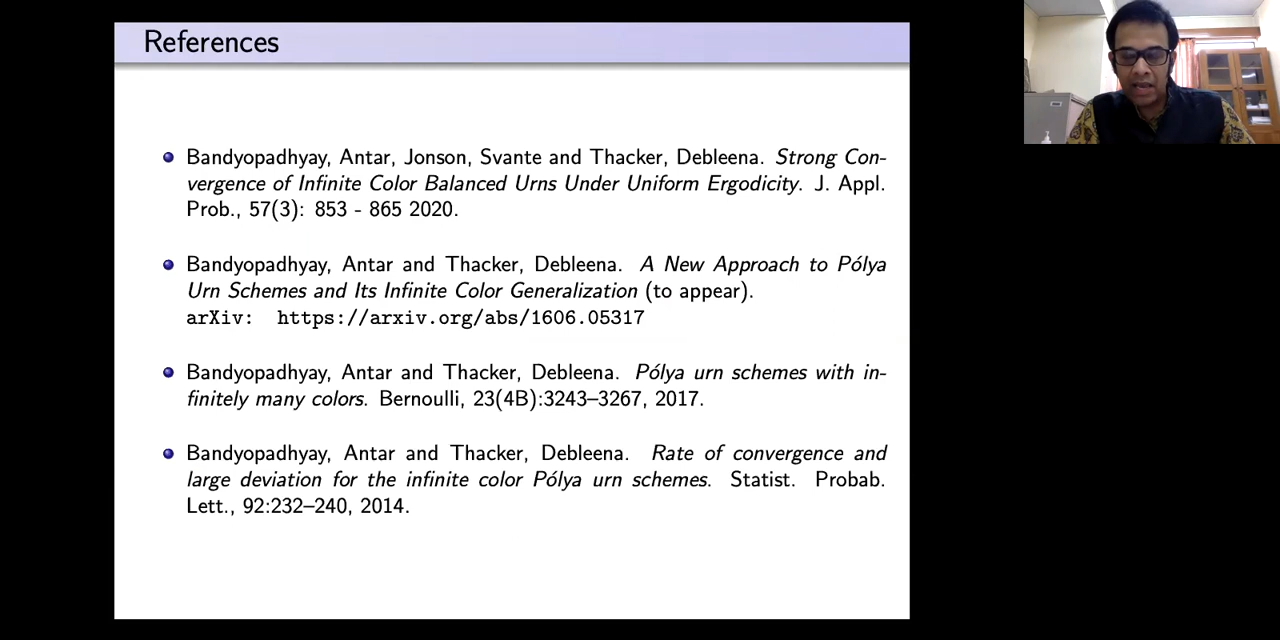 References
Bandyopadhyay, Antar, Jonson, Svante and Thacker, Debleena. Strong Con-
vergence of Infinite Color Balanced Urns Under Uniform Ergodicity. J. Appl.
Prob., 57(3): 853 - 865 2020.
Bandyopadhyay, Antar and Thacker, Debleena. A New Approach to Pólya
Urn Schemes and Its Infinite Color Generalization (to appear).
arXiv: https://arxiv.org/abs/1606.05317
Bandyopadhyay, Antar and Thacker, Debleena. Pólya urn schemes with in-
finitely many colors. Bernoulli, 23(4B):3243–3267, 2017.
Bandyopadhyay, Antar and Thacker, Debleena. Rate of convergence and
large deviation for the infinite color Pólya urn schemes. Statist. Probab.
Lett., 92:232–240, 2014.